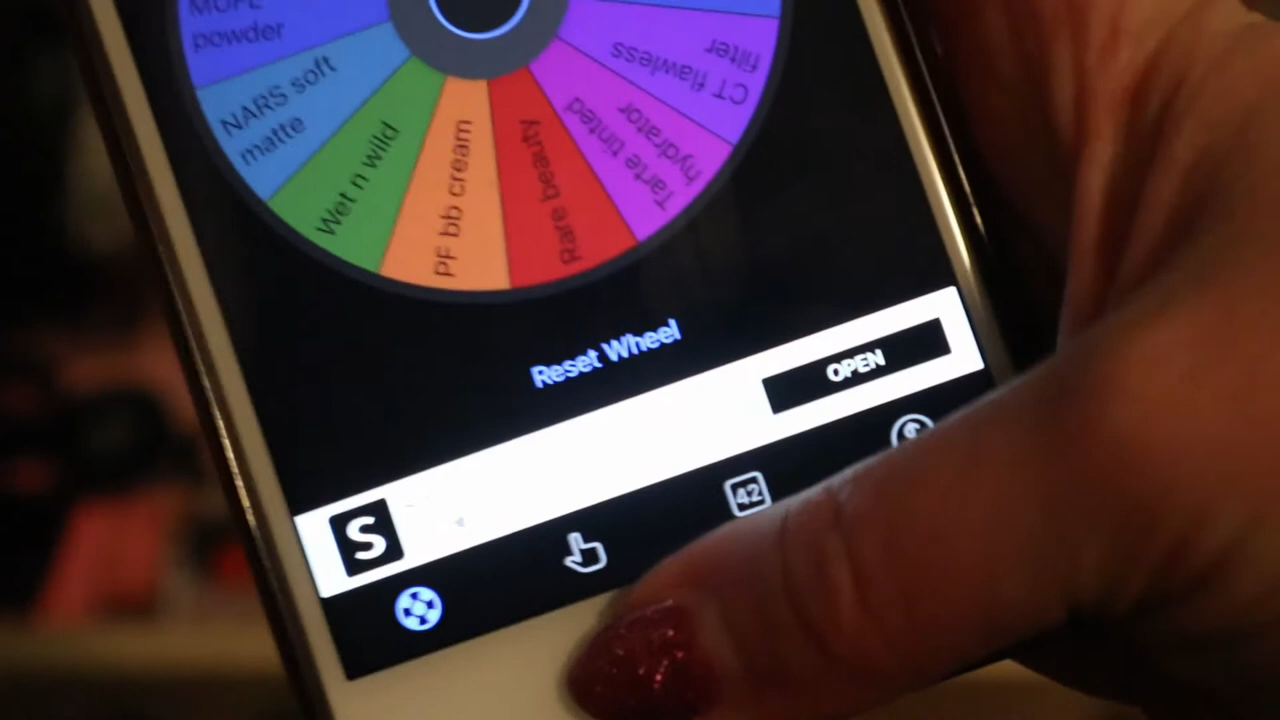 MUFE
powder
NARS soft
matte
Wet n wild
PF bb cream
Rare beauty
Tarte tinted
hydrator
CT flawless
filter
Reset Wheel
OPEN
S
42